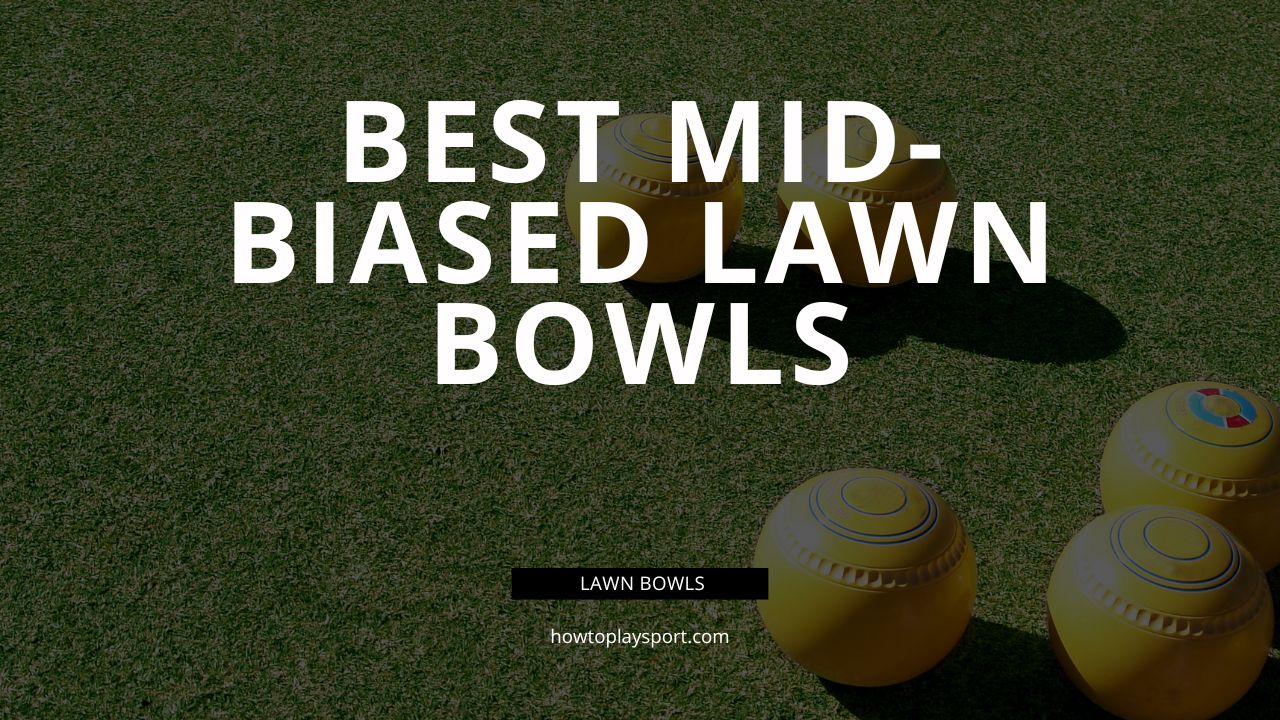 BEST MID-
BIASED LAWN
BOWLS
LAWN BOWLS
howtoplaysport.com